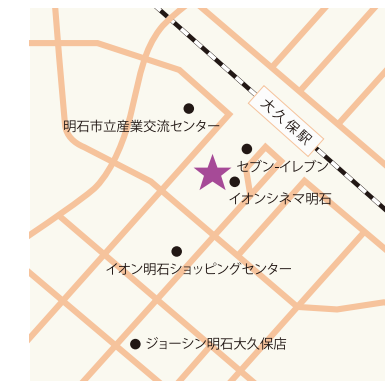 大久保駅
明石市立産業交流センター
セブン-イレブン
イオンシネマ明石
イオン明石ショッピングセンター
ジョーシン明石大久保店